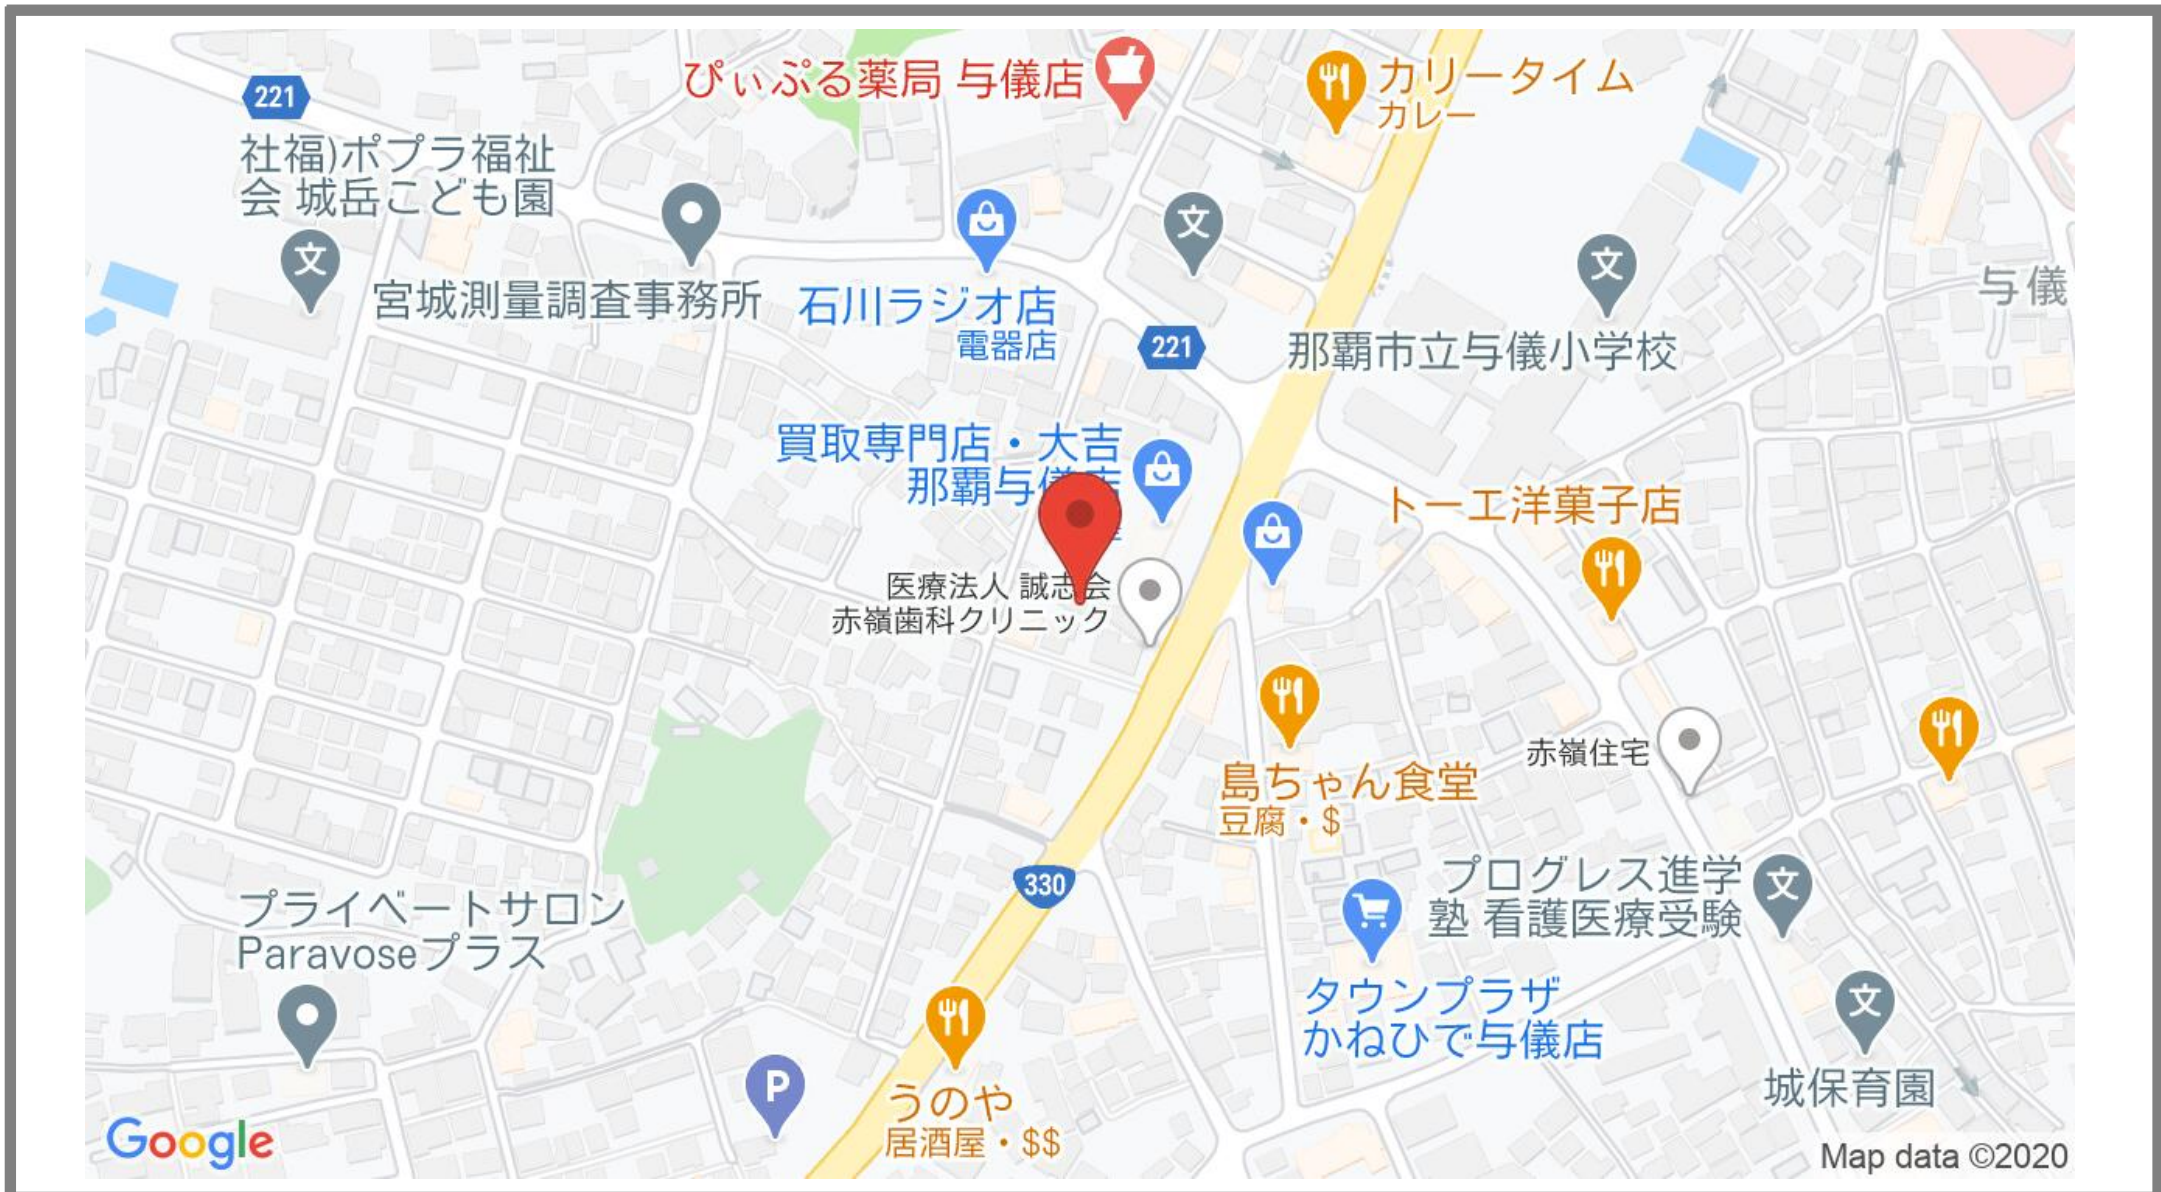 ぴぃぷる薬局 与儀店
カリータイム
カレー
221
社福)ポプラ福祉
会 城岳こども園
文
文
文
宮城測量調査事務所
石川ラジオ店
電器店
221
那覇市立与儀小学校
与儀
買取専門店・大吉
那覇与儀店
トーエ洋菓子店
医療法人 誠志会
赤嶺歯科クリニック
赤嶺住宅
島ちゃん食堂
豆腐・$
330
プログレス進学
塾 看護医療受験
文
プライベートサロン
Paravoseプラス
タウンプラザ
かねひで与儀店
文
城保育園
P
うのや
居酒屋・$$
Google
Map data ©2020